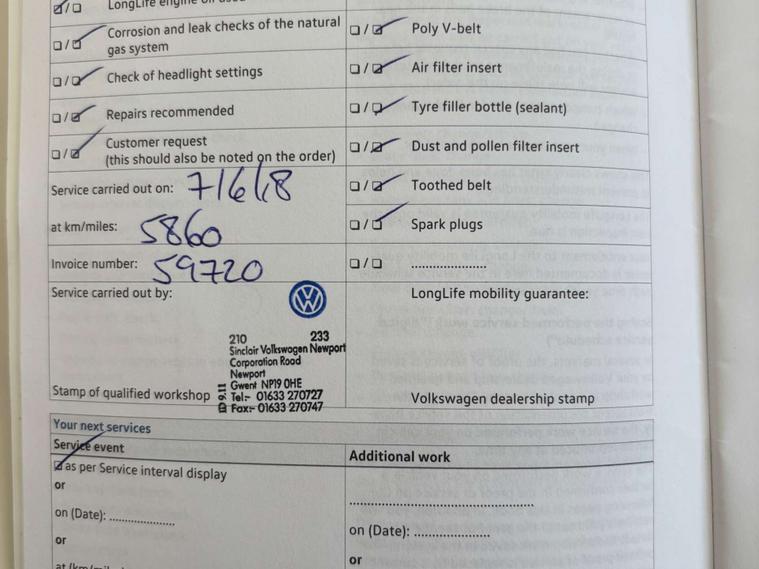 LongLife engine oil used
Corrosion and leak checks of the natural
gas system
Check of headlight settings
Repairs recommended
Customer request
(this should also be noted on the order)
Service carried out on: 7/6/18
at km/miles: 5860
Invoice number: 59720
Service carried out by:
210 233
Sinclair Volkswagen Newport
Corporation Road
Newport
Gwent NP19 0HE
Tel:- 01633 270727
Fax:- 01633 270747
Stamp of qualified workshop
Poly V-belt
Air filter insert
Tyre filler bottle (sealant)
Dust and pollen filter insert
Toothed belt
Spark plugs
....................
LongLife mobility guarantee:
Volkswagen dealership stamp
Your next services
Service event
as per Service interval display
or
on (Date): .................
or
at (km/miles)
Additional work
................................................
on (Date): ....................
or